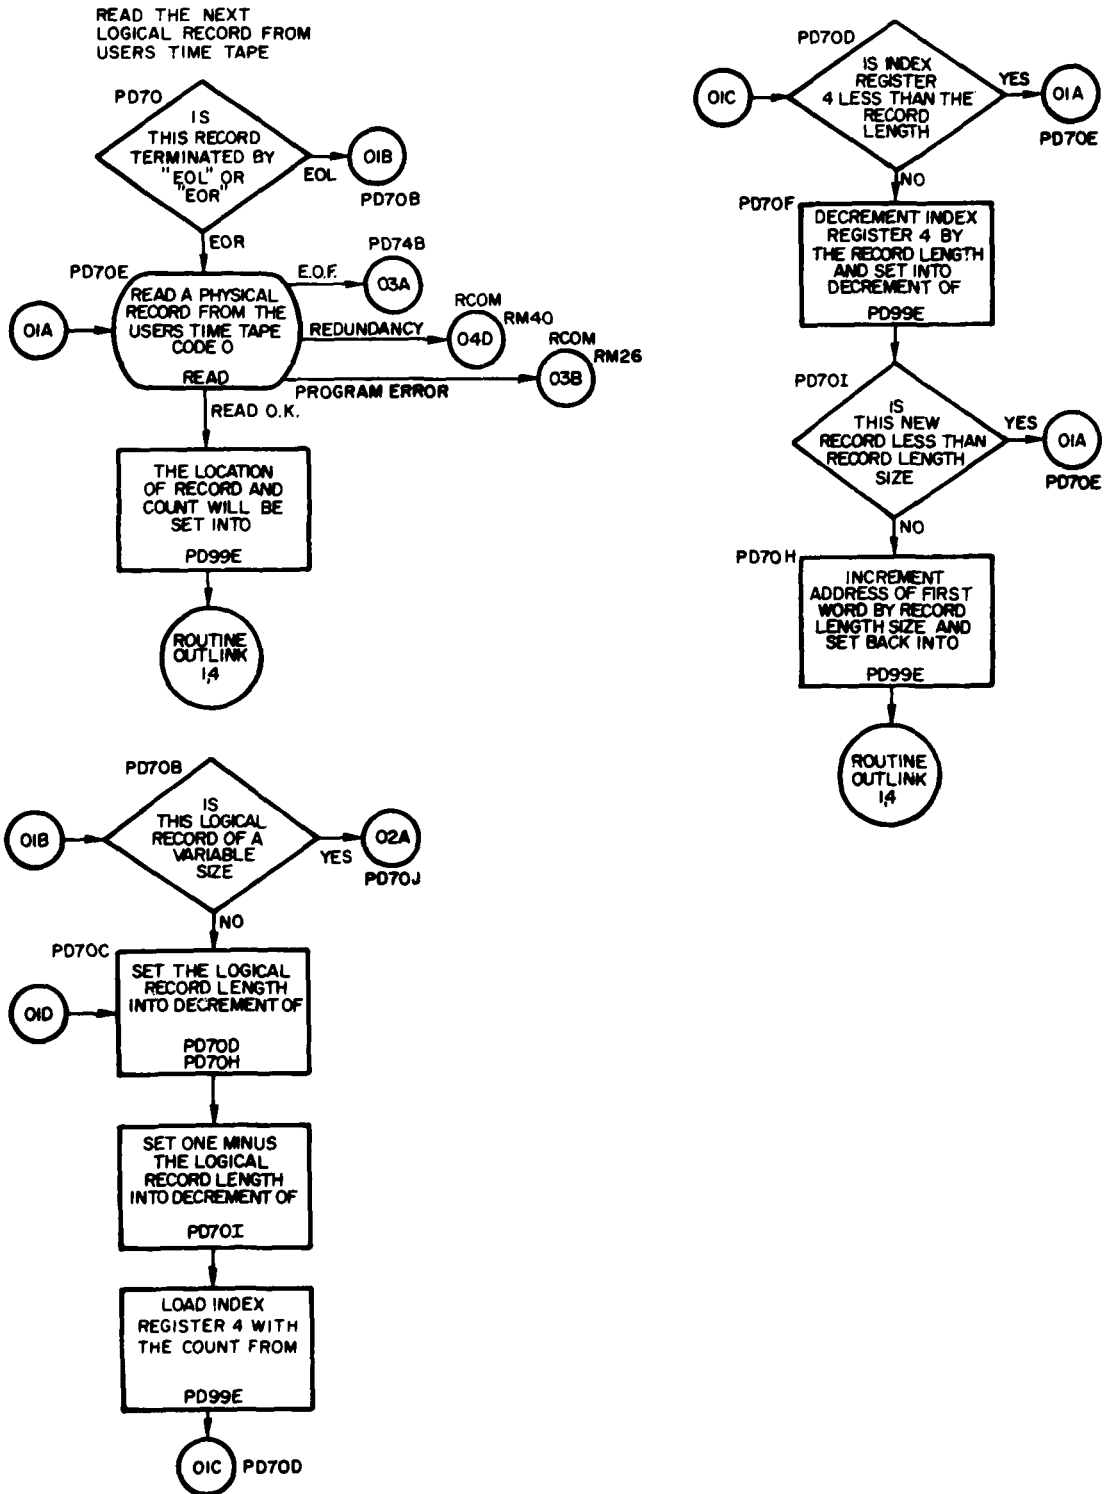 READ THE NEXT
LOGICAL RECORD FROM
USERS TIME TAPE
PD70
IS
THIS RECORD
TERMINATED BY
"EOL" OR
"EOR"
EOL
01B
PD70B
EOR
PD70E
01A
READ A PHYSICAL
RECORD FROM THE
USERS TIME TAPE
CODE 0
READ
E.O.F.
PD74B
03A
REDUNDANCY
RCOM
RM40
04D
PROGRAM ERROR
RCOM
RM26
03B
READ O.K.
THE LOCATION
OF RECORD AND
COUNT WILL BE
SET INTO
PD99E
ROUTINE
OUTLINK
1,4
PD70B
01B
IS
THIS LOGICAL
RECORD OF A
VARIABLE
SIZE
YES
02A
PD70J
NO
PD70C
01D
SET THE LOGICAL
RECORD LENGTH
INTO DECREMENT OF
PD70D
PD70H
SET ONE MINUS
THE LOGICAL
RECORD LENGTH
INTO DECREMENT OF
PD70I
LOAD INDEX
REGISTER 4 WITH
THE COUNT FROM
PD99E
01C
PD70D
PD70D
01C
IS INDEX
REGISTER
4 LESS THAN THE
RECORD
LENGTH
YES
01A
PD70E
NO
PD70F
DECREMENT INDEX
REGISTER 4 BY
THE RECORD LENGTH
AND SET INTO
DECREMENT OF
PD99E
PD70I
IS
THIS NEW
RECORD LESS THAN
RECORD LENGTH
SIZE
YES
01A
PD70E
NO
PD70H
INCREMENT
ADDRESS OF FIRST
WORD BY RECORD
LENGTH SIZE AND
SET BACK INTO
PD99E
ROUTINE
OUTLINK
1,4